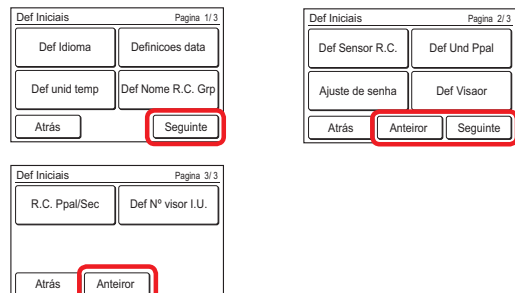 Def Iniciais Pagina 1/3
Def Idioma Definicoes data
Def unid temp Def Nome R.C. Grp
Atrás Seguinte
Def Iniciais Pagina 2/3
Def Sensor R.C. Def Und Ppal
Ajuste de senha Def Visaor
Atrás Anteiror Seguinte
Def Iniciais Pagina 3/3
R.C. Ppal/Sec Def Nº visor I.U.
Atrás Anteiror